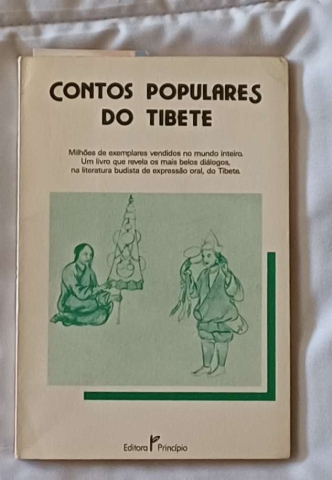 CONTOS POPULARES
DO TIBETE
Milhões de exemplares vendidos no mundo inteiro.
Um livro que revela os mais belos diálogos,
na literatura budista de expressão oral, do Tibete.
Editora Princípio